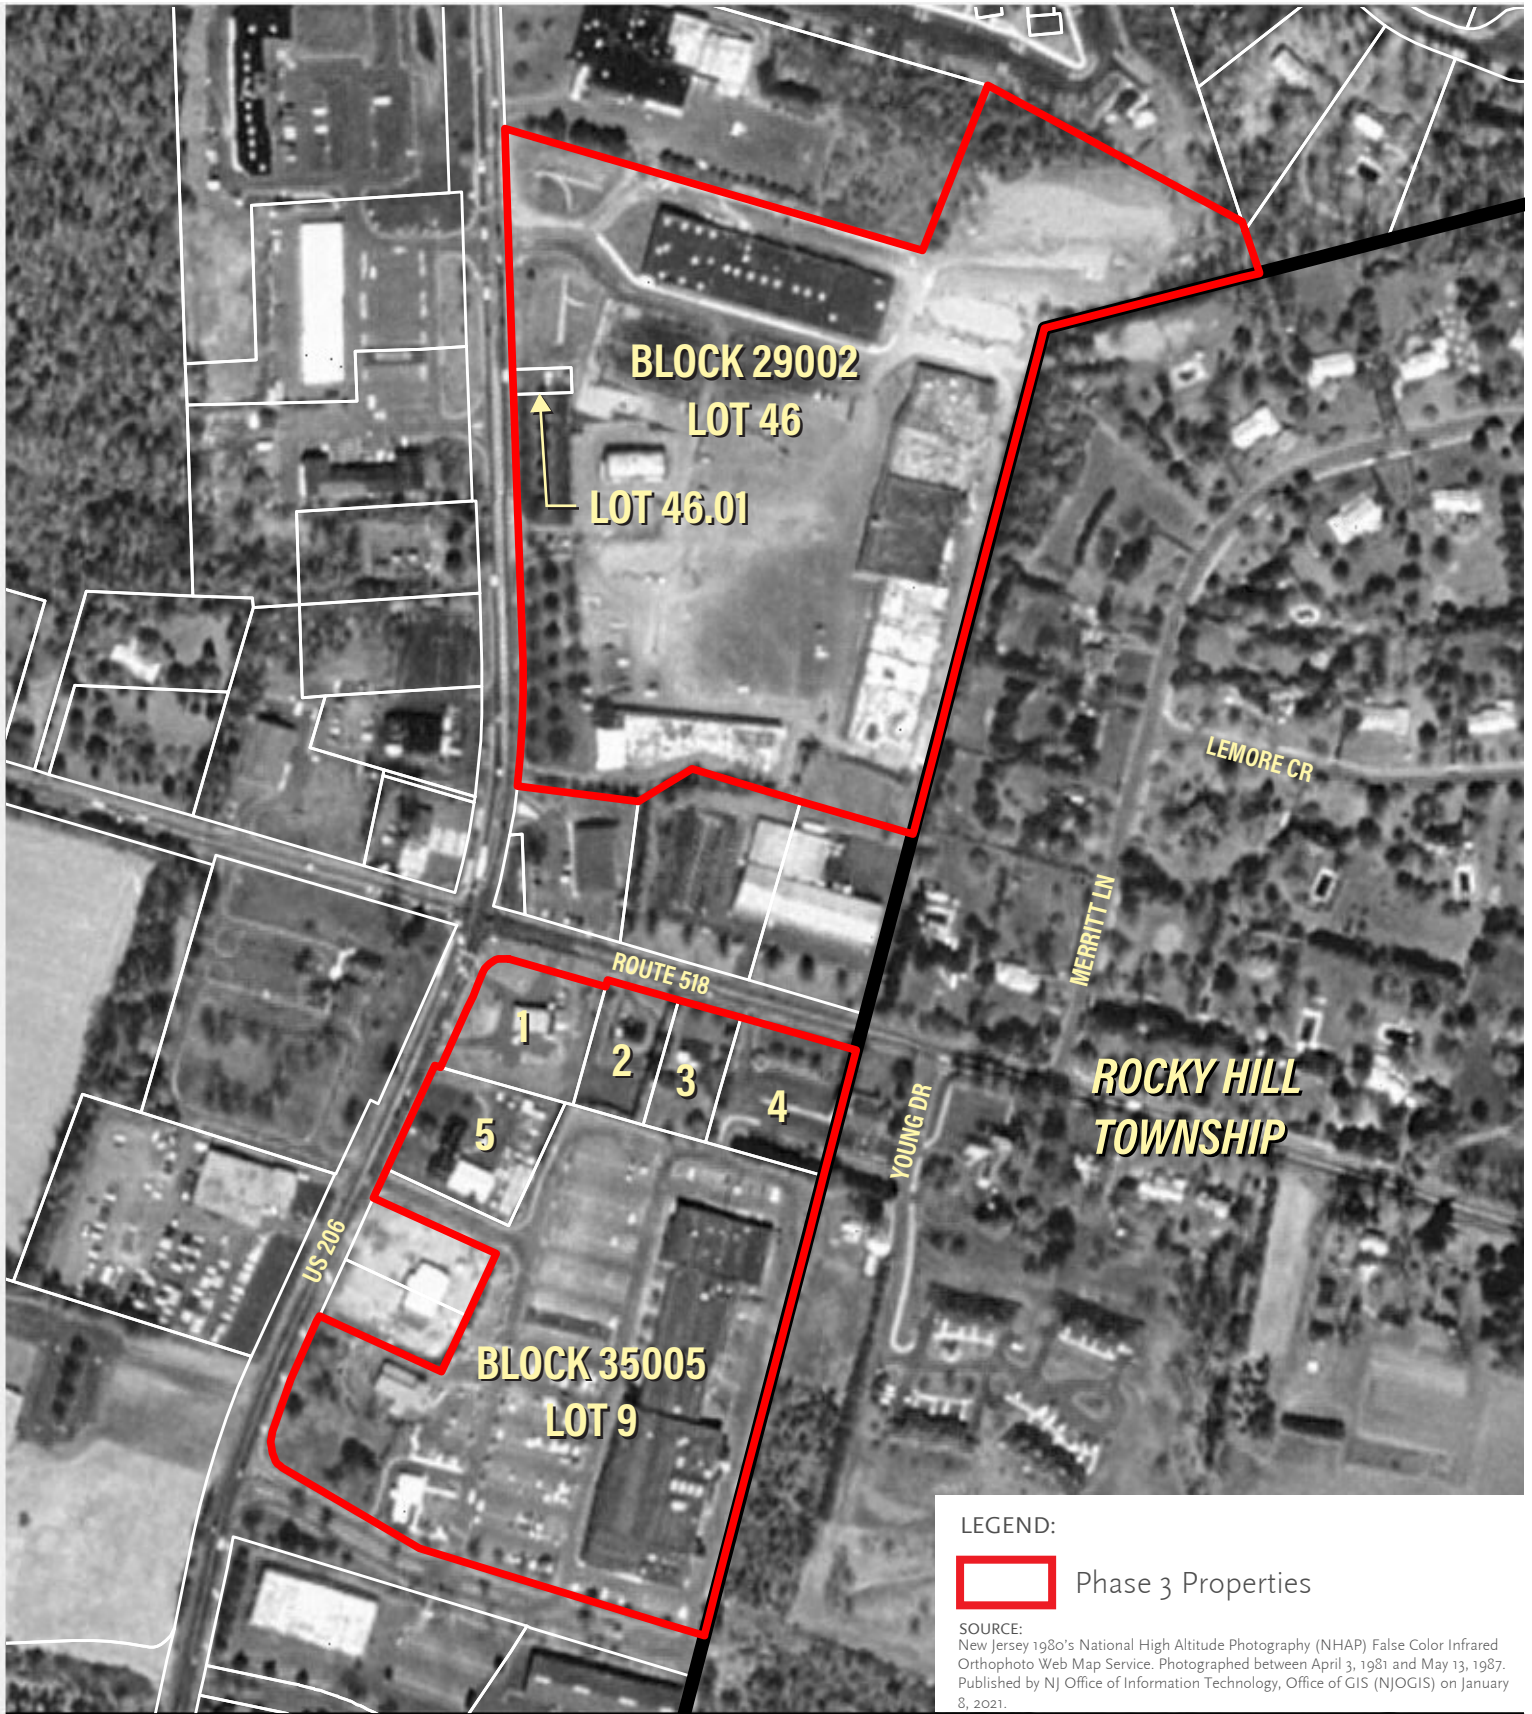 BLOCK 29002
LOT 46
LOT 46.01
LEMORE CR
MERRITT LN
ROUTE 518
1
2
3
4
5
ROCKY HILL
TOWNSHIP
YOUNG DR
US 206
BLOCK 35005
LOT 9
LEGEND:
Phase 3 Properties
SOURCE:
New Jersey 1980's National High Altitude Photography (NHAP) False Color Infrared
Orthophoto Web Map Service. Photographed between April 3, 1981 and May 13, 1987.
Published by NJ Office of Information Technology, Office of GIS (NJOGIS) on January
8, 2021.